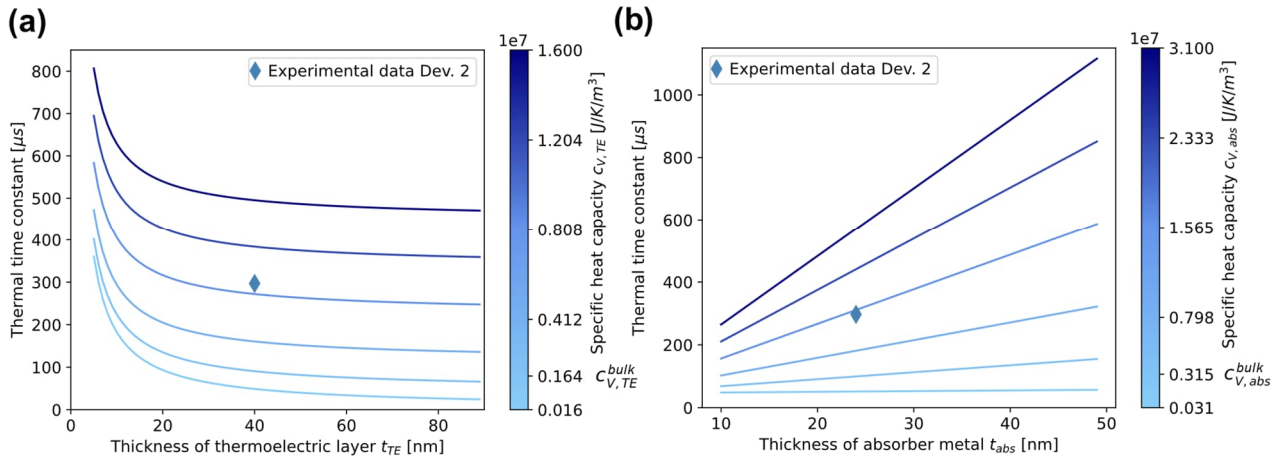 (a)
Experimental data Dev. 2
Thermal time constant [μs]
800
700
600
500
400
300
200
100
0
0
20
40
60
80
Thickness of thermoelectric layer t_TE [nm]
1e7
1.600
1.204
0.808
0.412
0.164
0.016
Specific heat capacity c_V,TE [J/K/m³]
c_V,TE^bulk
(b)
Experimental data Dev. 2
Thermal time constant [μs]
1000
800
600
400
200
0
10
20
30
40
50
Thickness of absorber metal t_abs [nm]
1e7
3.100
2.333
1.565
0.798
0.315
0.031
Specific heat capacity c_V,abs [J/K/m³]
c_V,abs^bulk